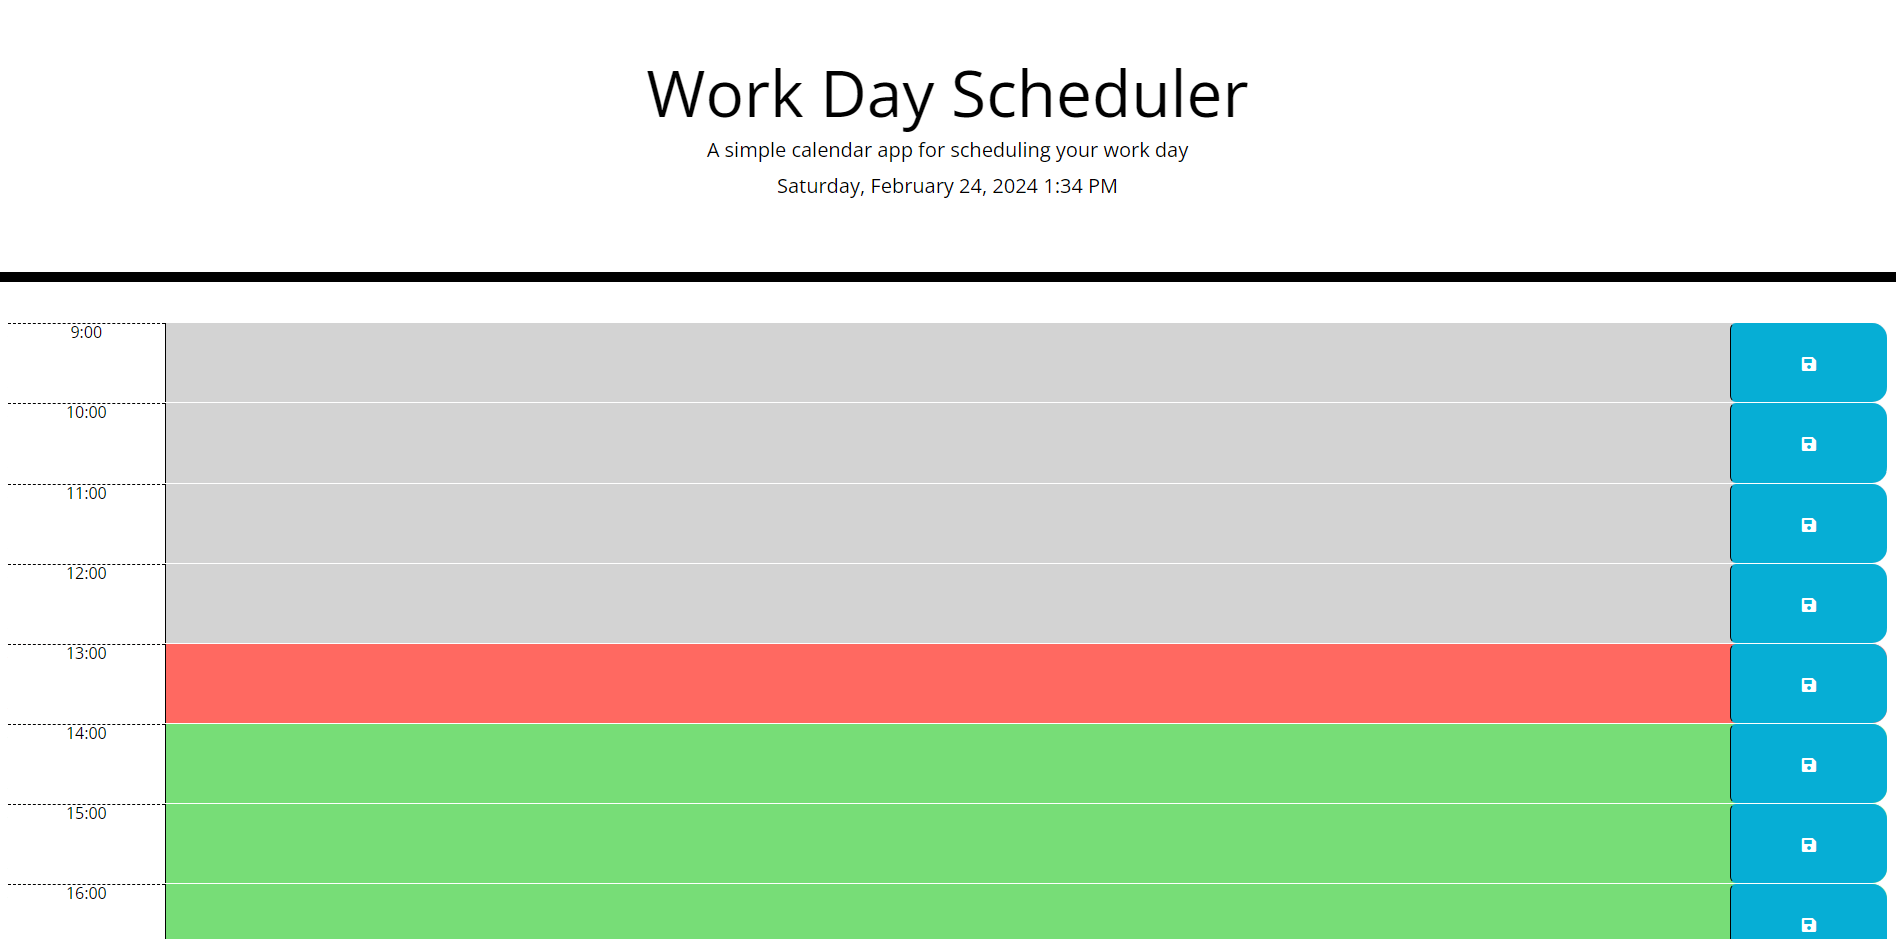 Work Day Scheduler
A simple calendar app for scheduling your work day
Saturday, February 24, 2024 1:34 PM
9:00
10:00
11:00
12:00
13:00
14:00
15:00
16:00